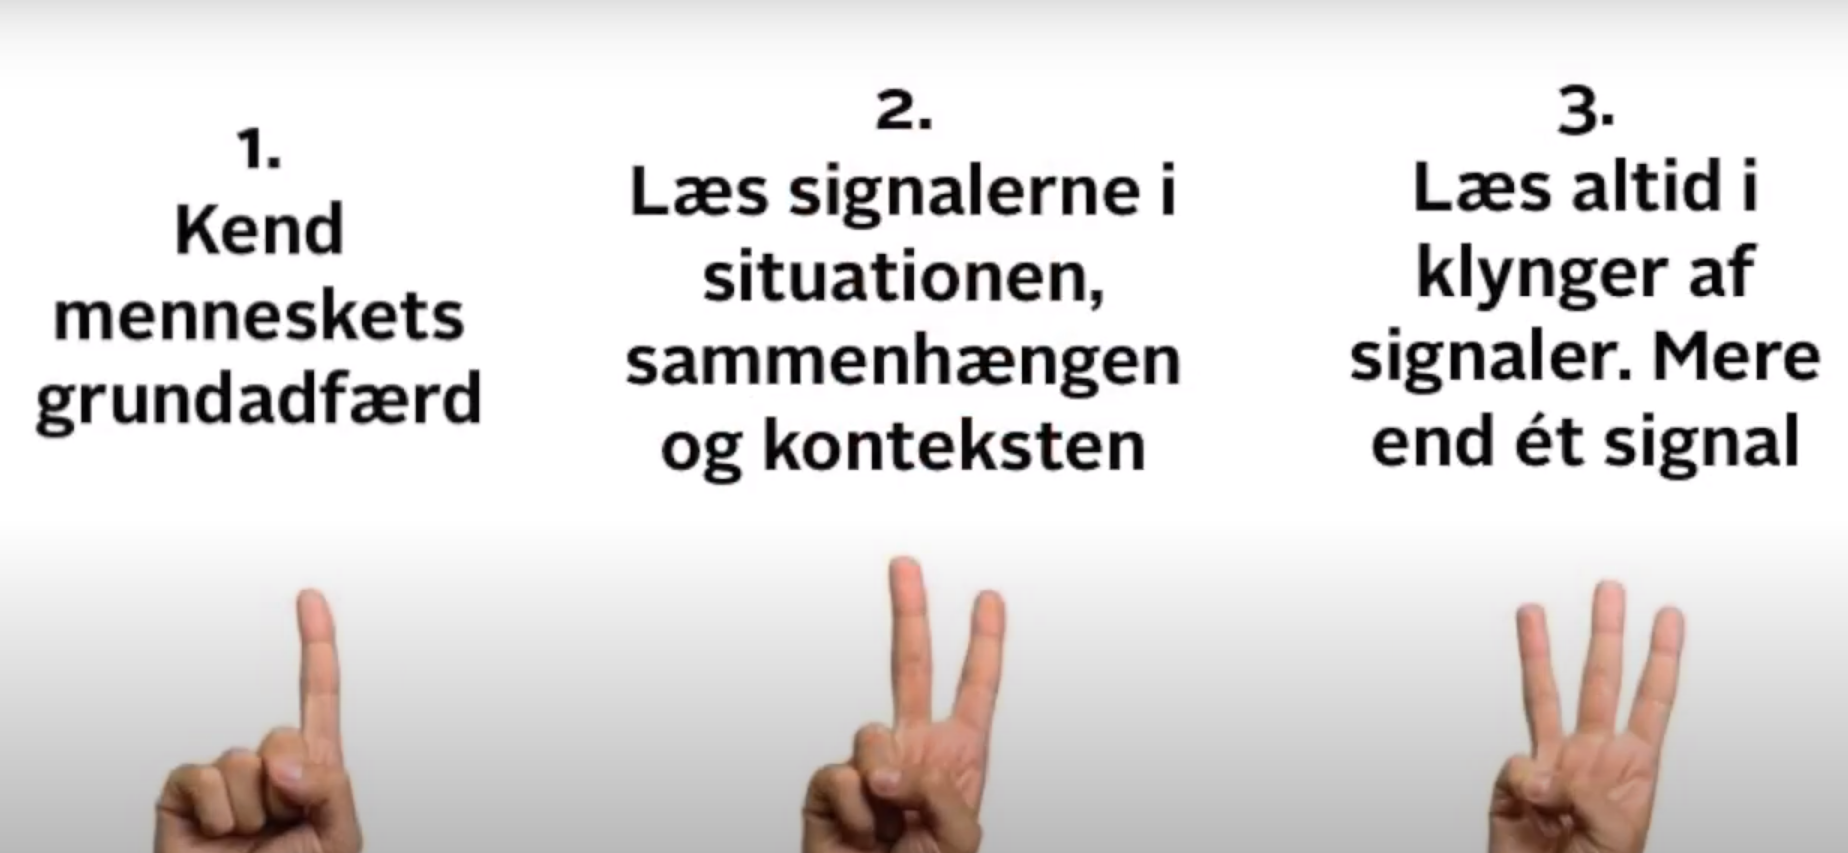 1.
Kend
menneskets
grundadfærd
2.
Læs signalerne i
situationen,
sammenhængen
og konteksten
3.
Læs altid i
klynger af
signaler. Mere
end ét signal